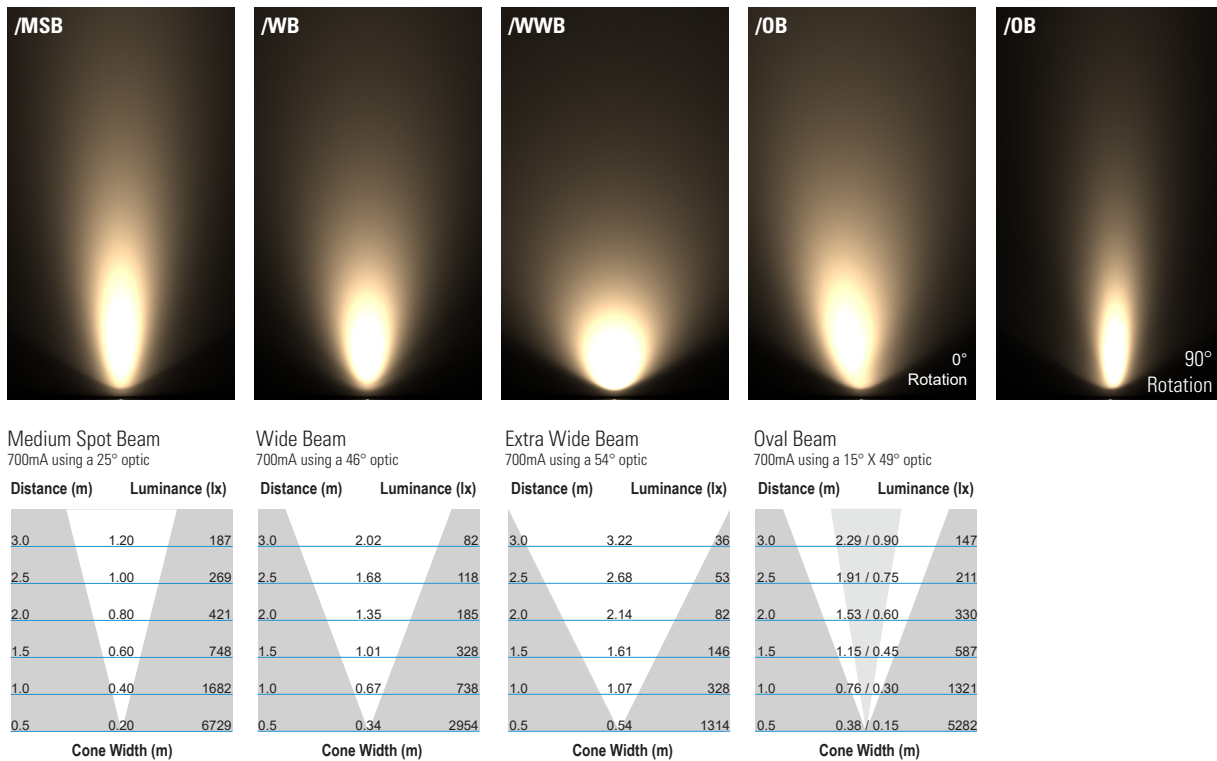 /MSB
/WB
/WWB
/OB
0°
Rotation
/OB
90°
Rotation
Medium Spot Beam
700mA using a 25° optic
Distance (m) Luminance (lx)
3.0 1.20 187
2.5 1.00 269
2.0 0.80 421
1.5 0.60 748
1.0 0.40 1682
0.5 0.20 6729
Cone Width (m)
Wide Beam
700mA using a 46° optic
Distance (m) Luminance (lx)
3.0 2.02 82
2.5 1.68 118
2.0 1.35 185
1.5 1.01 328
1.0 0.67 738
0.5 0.34 2954
Cone Width (m)
Extra Wide Beam
700mA using a 54° optic
Distance (m) Luminance (lx)
3.0 3.22 36
2.5 2.68 53
2.0 2.14 82
1.5 1.61 146
1.0 1.07 328
0.5 0.54 1314
Cone Width (m)
Oval Beam
700mA using a 15° X 49° optic
Distance (m) Luminance (lx)
3.0 2.29 / 0.90 147
2.5 1.91 / 0.75 211
2.0 1.53 / 0.60 330
1.5 1.15 / 0.45 587
1.0 0.76 / 0.30 1321
0.5 0.38 / 0.15 5282
Cone Width (m)